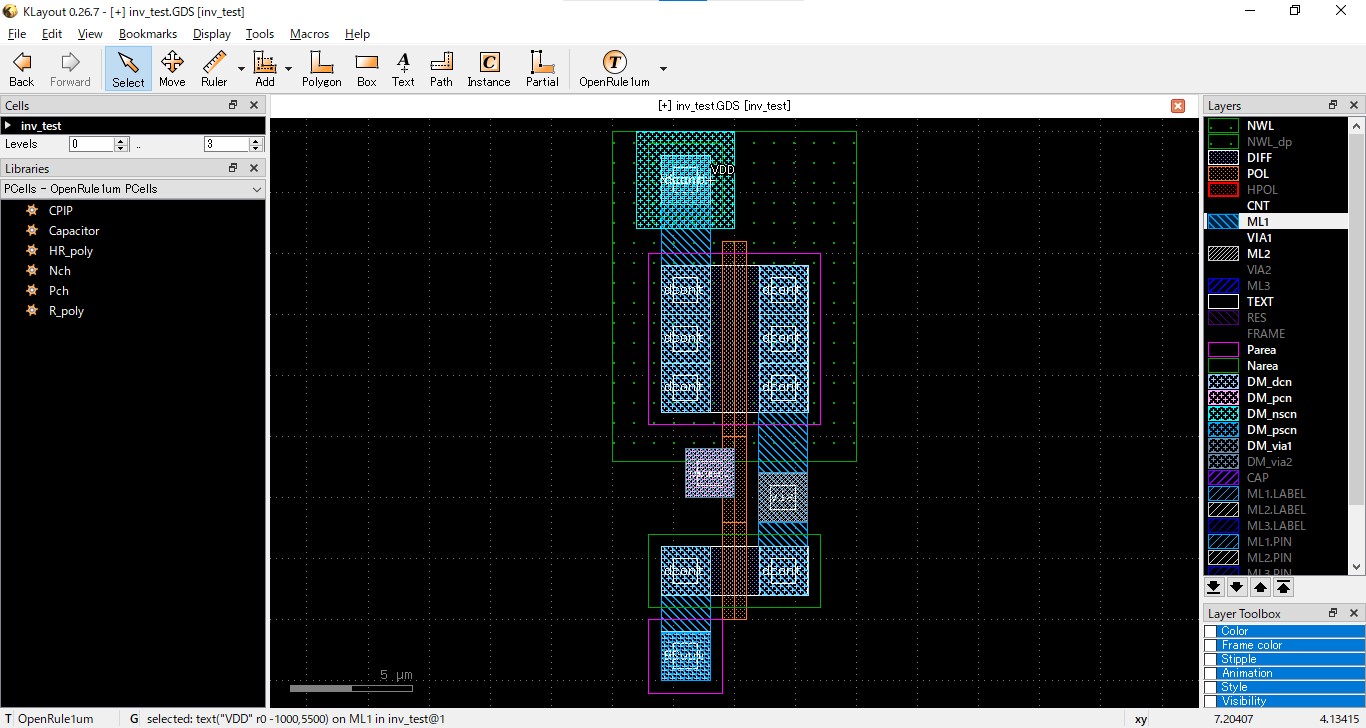 KLayout 0.26.7 - [+] inv_test.GDS [inv_test]
File Edit View Bookmarks Display Tools Macros Help
Back Forward Select Move Ruler Add Polygon Box Text Path Instance Partial OpenRule1um
Cells
[+] inv_test.GDS [inv_test]
Layers
inv_test
Levels 0 .. 3
Libraries
PCells - OpenRule1um PCells
CPIP
Capacitor
HR_poly
Nch
Pch
R_poly
VDD
dcont dcont
dcont dcont
dcont dcont
dcont dcont
5 µm
NWL
NWL_dp
DIFF
POL
HPOL
CNT
ML1
VIA1
ML2
VIA2
ML3
TEXT
RES
FRAME
Parea
Narea
DM_dcn
DM_pcn
DM_nscn
DM_pscn
DM_via1
DM_via2
CAP
ML1.LABEL
ML2.LABEL
ML3.LABEL
ML1.PIN
ML2.PIN
ML3.PIN
Layer Toolbox
Color
Frame color
Stipple
Animation
Style
Visibility
T OpenRule1um G selected: text("VDD" r0 -1000,5500) on ML1 in inv_test@1 xy 7.20407 4.13415